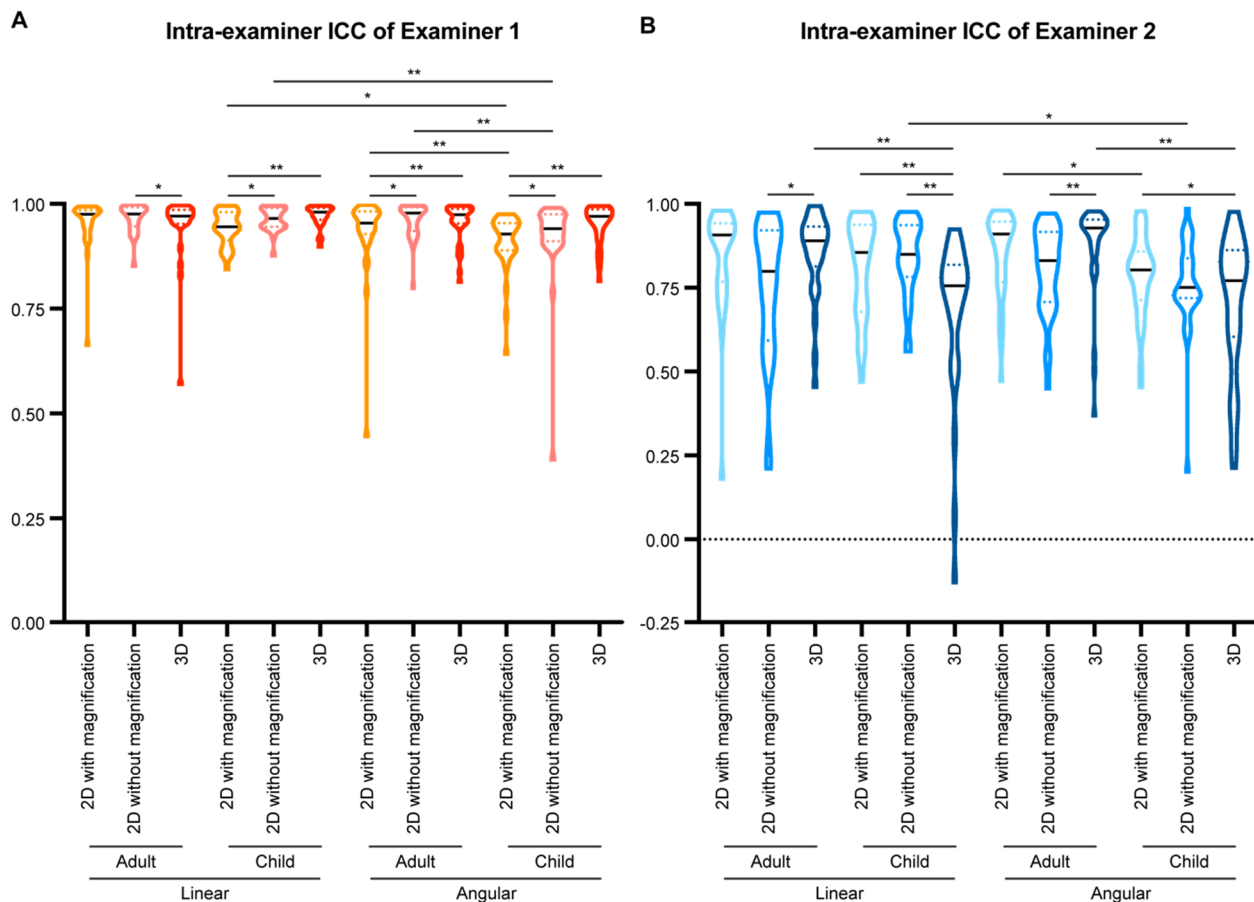 A
Intra-examiner ICC of Examiner 1
**
*
**
**
**
*
*
**
*
**
*
**
1.00
0.75
0.50
0.25
0.00
2D with magnification
2D without magnification
3D
2D with magnification
2D without magnification
3D
2D with magnification
2D without magnification
3D
2D with magnification
2D without magnification
3D
Adult
Child
Adult
Child
Linear
Angular
B
Intra-examiner ICC of Examiner 2
*
**
**
**
*
*
**
**
*
1.00
0.75
0.50
0.25
0.00
-0.25
2D with magnification
2D without magnification
3D
2D with magnification
2D without magnification
3D
2D with magnification
2D without magnification
3D
2D with magnification
2D without magnification
3D
Adult
Child
Adult
Child
Linear
Angular